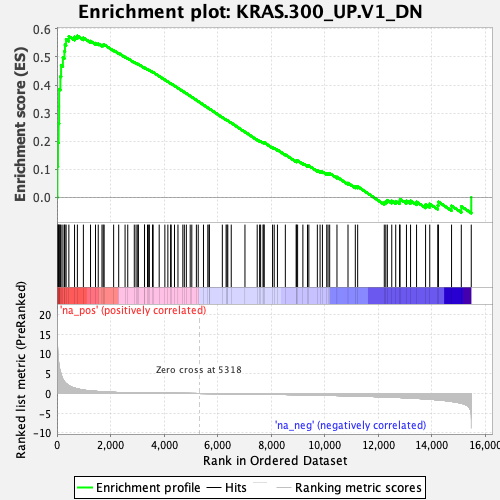 Enrichment plot: KRAS.300_UP.V1_DN
Enrichment score (ES)
0.6
0.5
0.4
0.3
0.2
0.1
0.0
'na_pos' (positively correlated)
Ranked list metric (PreRanked)
20
15
10
5
0
-5
-10
Zero cross at 5318
'na_neg' (negatively correlated)
0 2,000 4,000 6,000 8,000 10,000 12,000 14,000 16,000
Rank in Ordered Dataset
Enrichment profile Hits Ranking metric scores